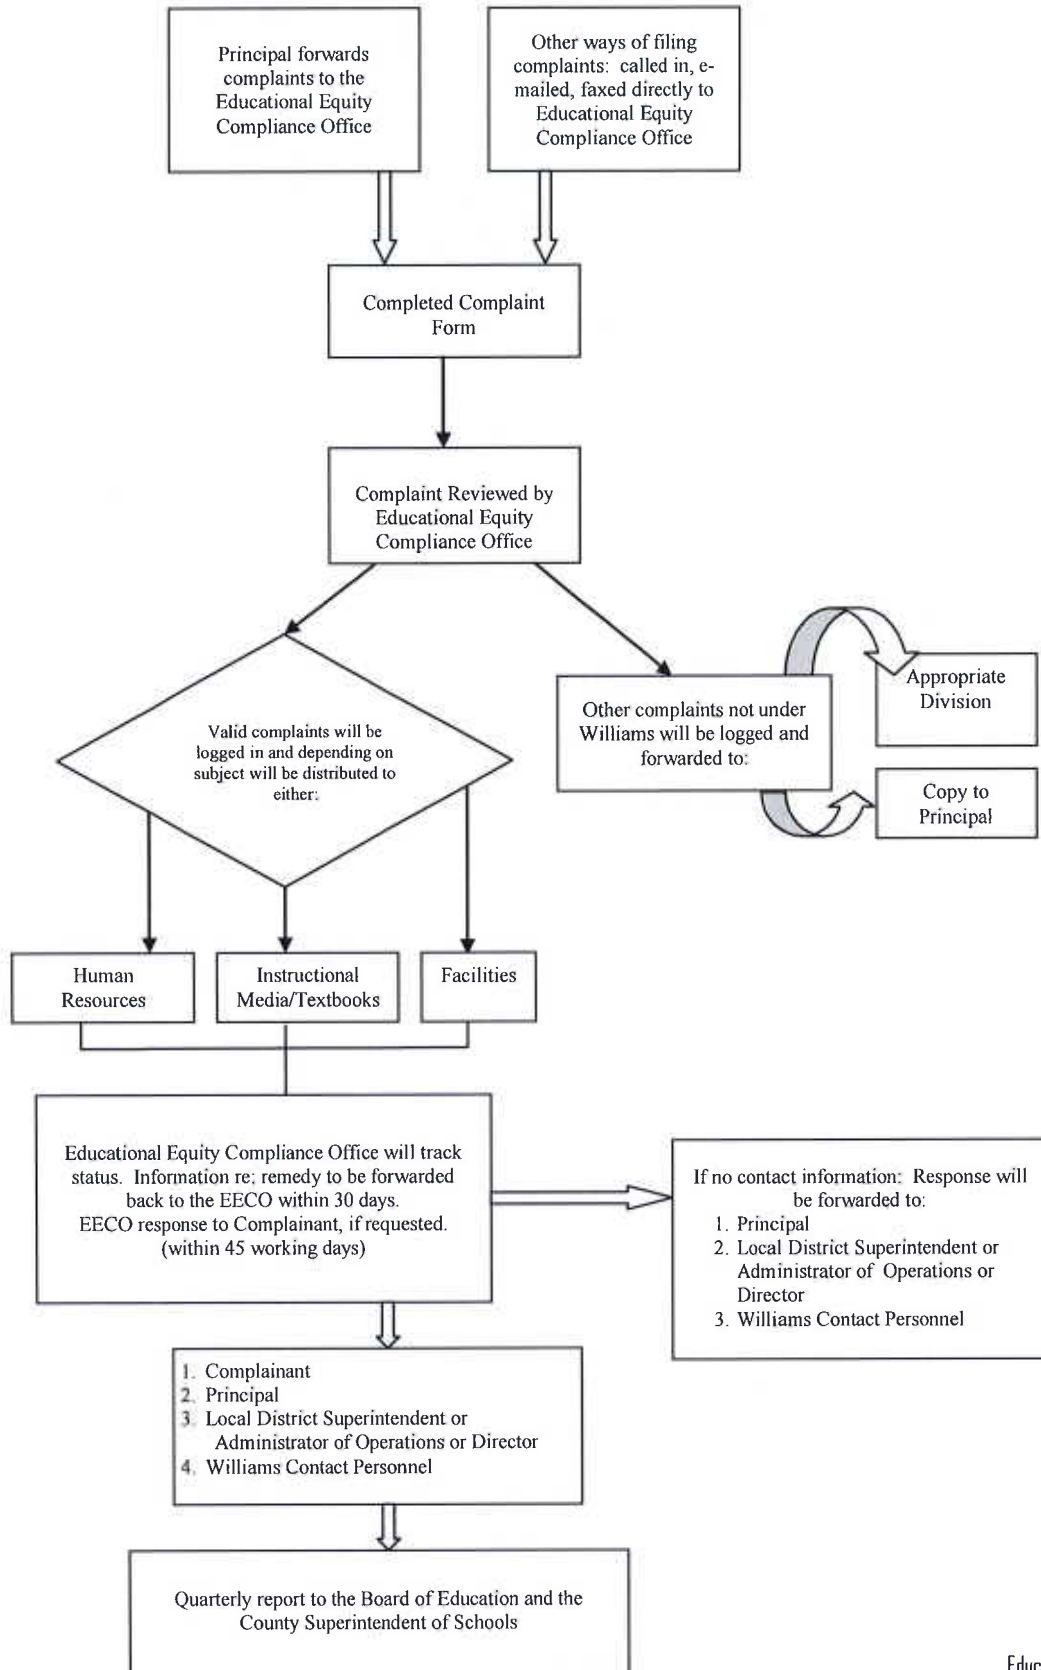 Principal forwards
complaints to the
Educational Equity
Compliance Office
Other ways of filing
complaints: called in, e-
mailed, faxed directly to
Educational Equity
Compliance Office
Completed Complaint
Form
Complaint Reviewed by
Educational Equity
Compliance Office
Valid complaints will be
logged in and depending on
subject will be distributed to
either:
Other complaints not under
Williams will be logged and
forwarded to:
Appropriate
Division
Copy to
Principal
Human
Resources
Instructional
Media/Textbooks
Facilities
Educational Equity Compliance Office will track
status. Information re: remedy to be forwarded
back to the EECO within 30 days.
EECO response to Complainant, if requested.
(within 45 working days)
If no contact information: Response will
be forwarded to:
1. Principal
2. Local District Superintendent or
Administrator of Operations or
Director
3. Williams Contact Personnel
1. Complainant
2. Principal
3. Local District Superintendent or
Administrator of Operations or Director
4. Williams Contact Personnel
Quarterly report to the Board of Education and the
County Superintendent of Schools